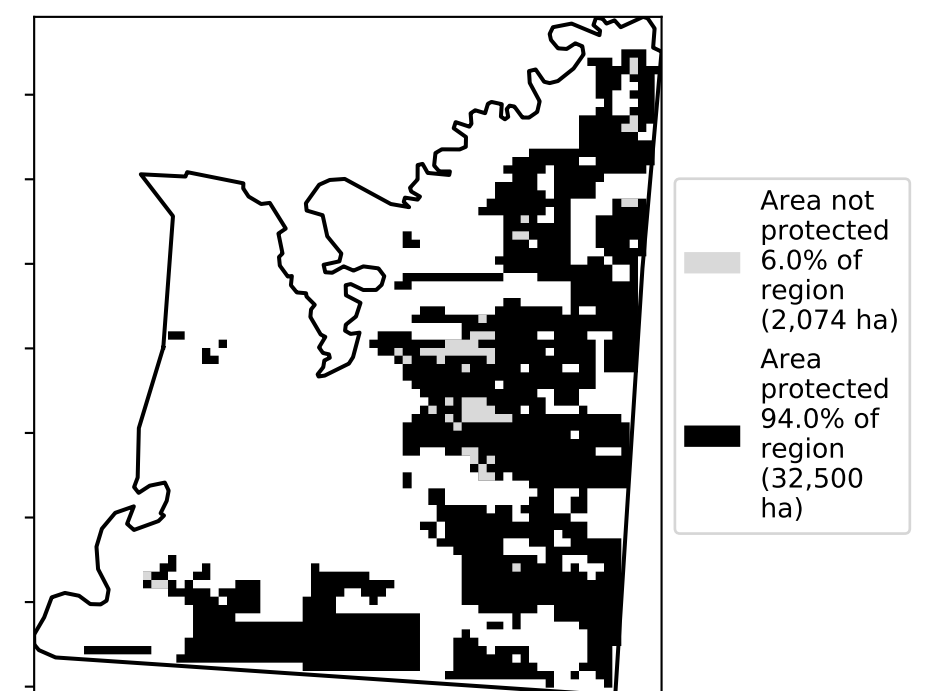 Area not
protected
6.0% of
region
(2,074 ha)
Area
protected
94.0% of
region
(32,500
ha)